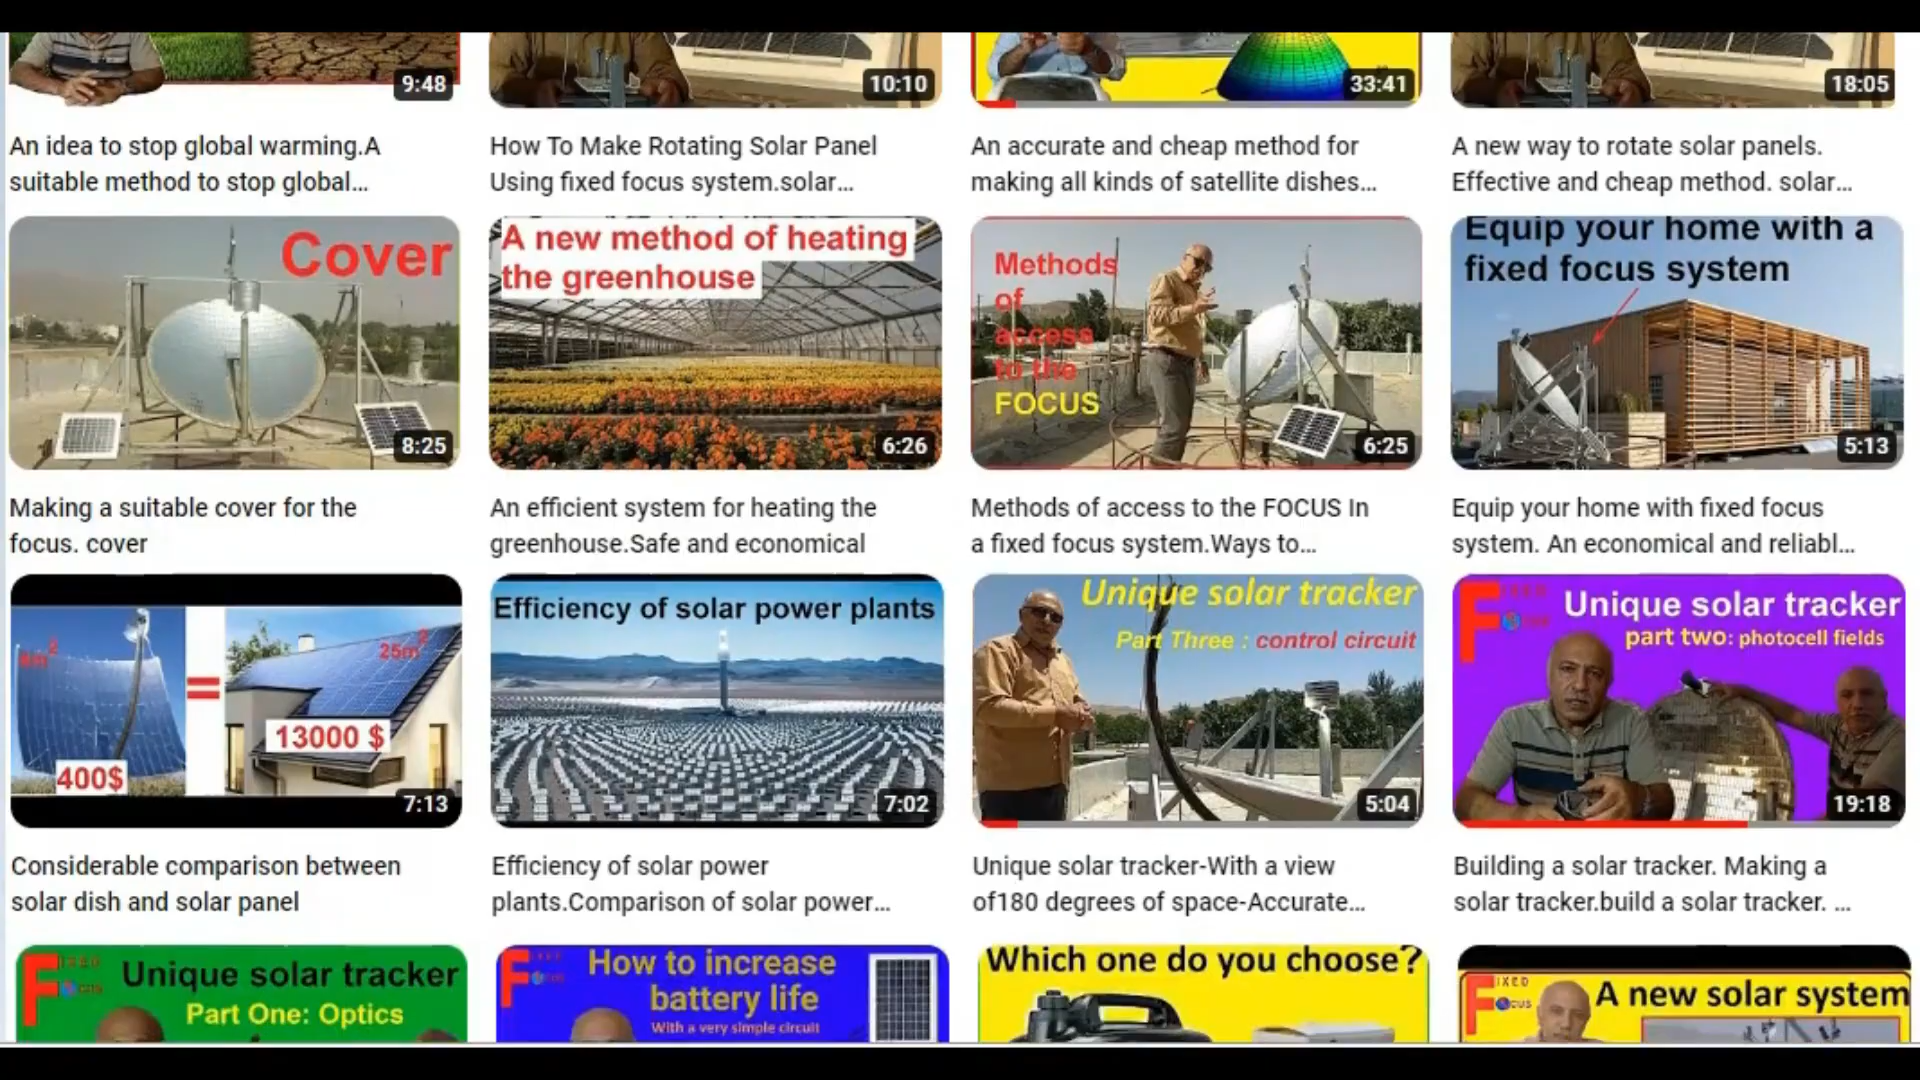 9:48
10:10
33:41
18:05
An idea to stop global warming.A
suitable method to stop global...
How To Make Rotating Solar Panel
Using fixed focus system.solar...
An accurate and cheap method for
making all kinds of satellite dishes...
A new way to rotate solar panels.
Effective and cheap method. solar...
Cover
8:25
A new method of heating
the greenhouse
6:26
Methods
of
access
to the
FOCUS
6:25
Equip your home with a
fixed focus system
5:13
Making a suitable cover for the
focus. cover
An efficient system for heating the
greenhouse.Safe and economical
Methods of access to the FOCUS In
a fixed focus system.Ways to...
Equip your home with fixed focus
system. An economical and reliabl...
25m²
=
13000 $
400$
7:13
Efficiency of solar power plants
7:02
Unique solar tracker
Part Three : control circuit
5:04
FIXED
Unique solar tracker
part two: photocell fields
19:18
Considerable comparison between
solar dish and solar panel
Efficiency of solar power
plants.Comparison of solar power...
Unique solar tracker-With a view
of180 degrees of space-Accurate...
Building a solar tracker. Making a
solar tracker.build a solar tracker. ...
FIXED
Unique solar tracker
Part One: Optics
FIXED
How to increase
battery life
With a very simple circuit
Which one do you choose?
FIXED
FOCUS
A new solar system